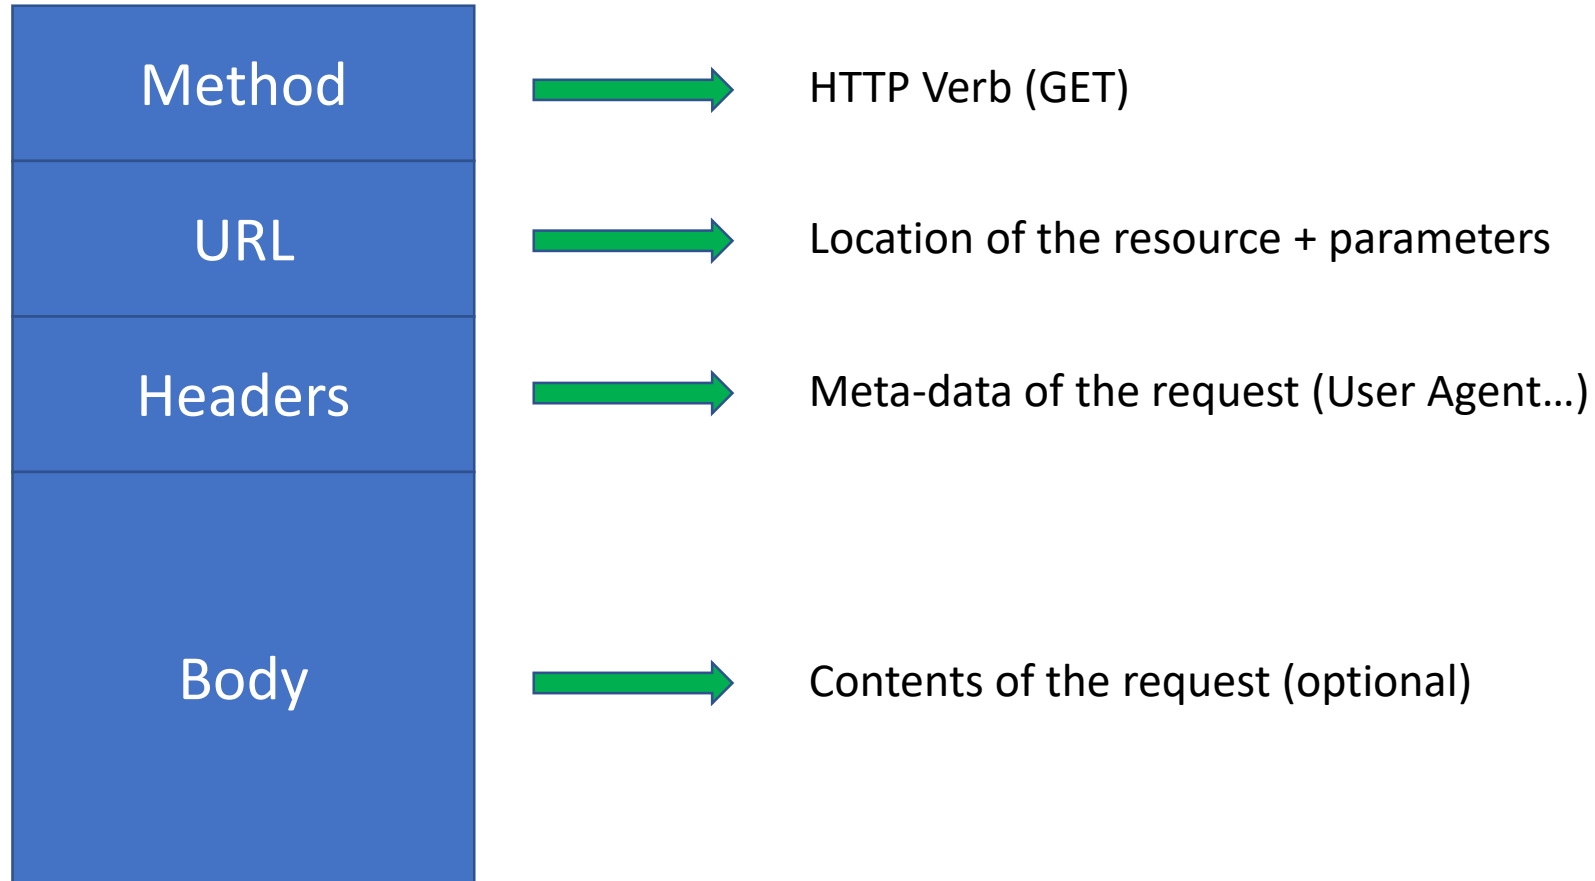 Method
HTTP Verb (GET)
URL
Location of the resource + parameters
Headers
Meta-data of the request (User Agent…)
Body
Contents of the request (optional)